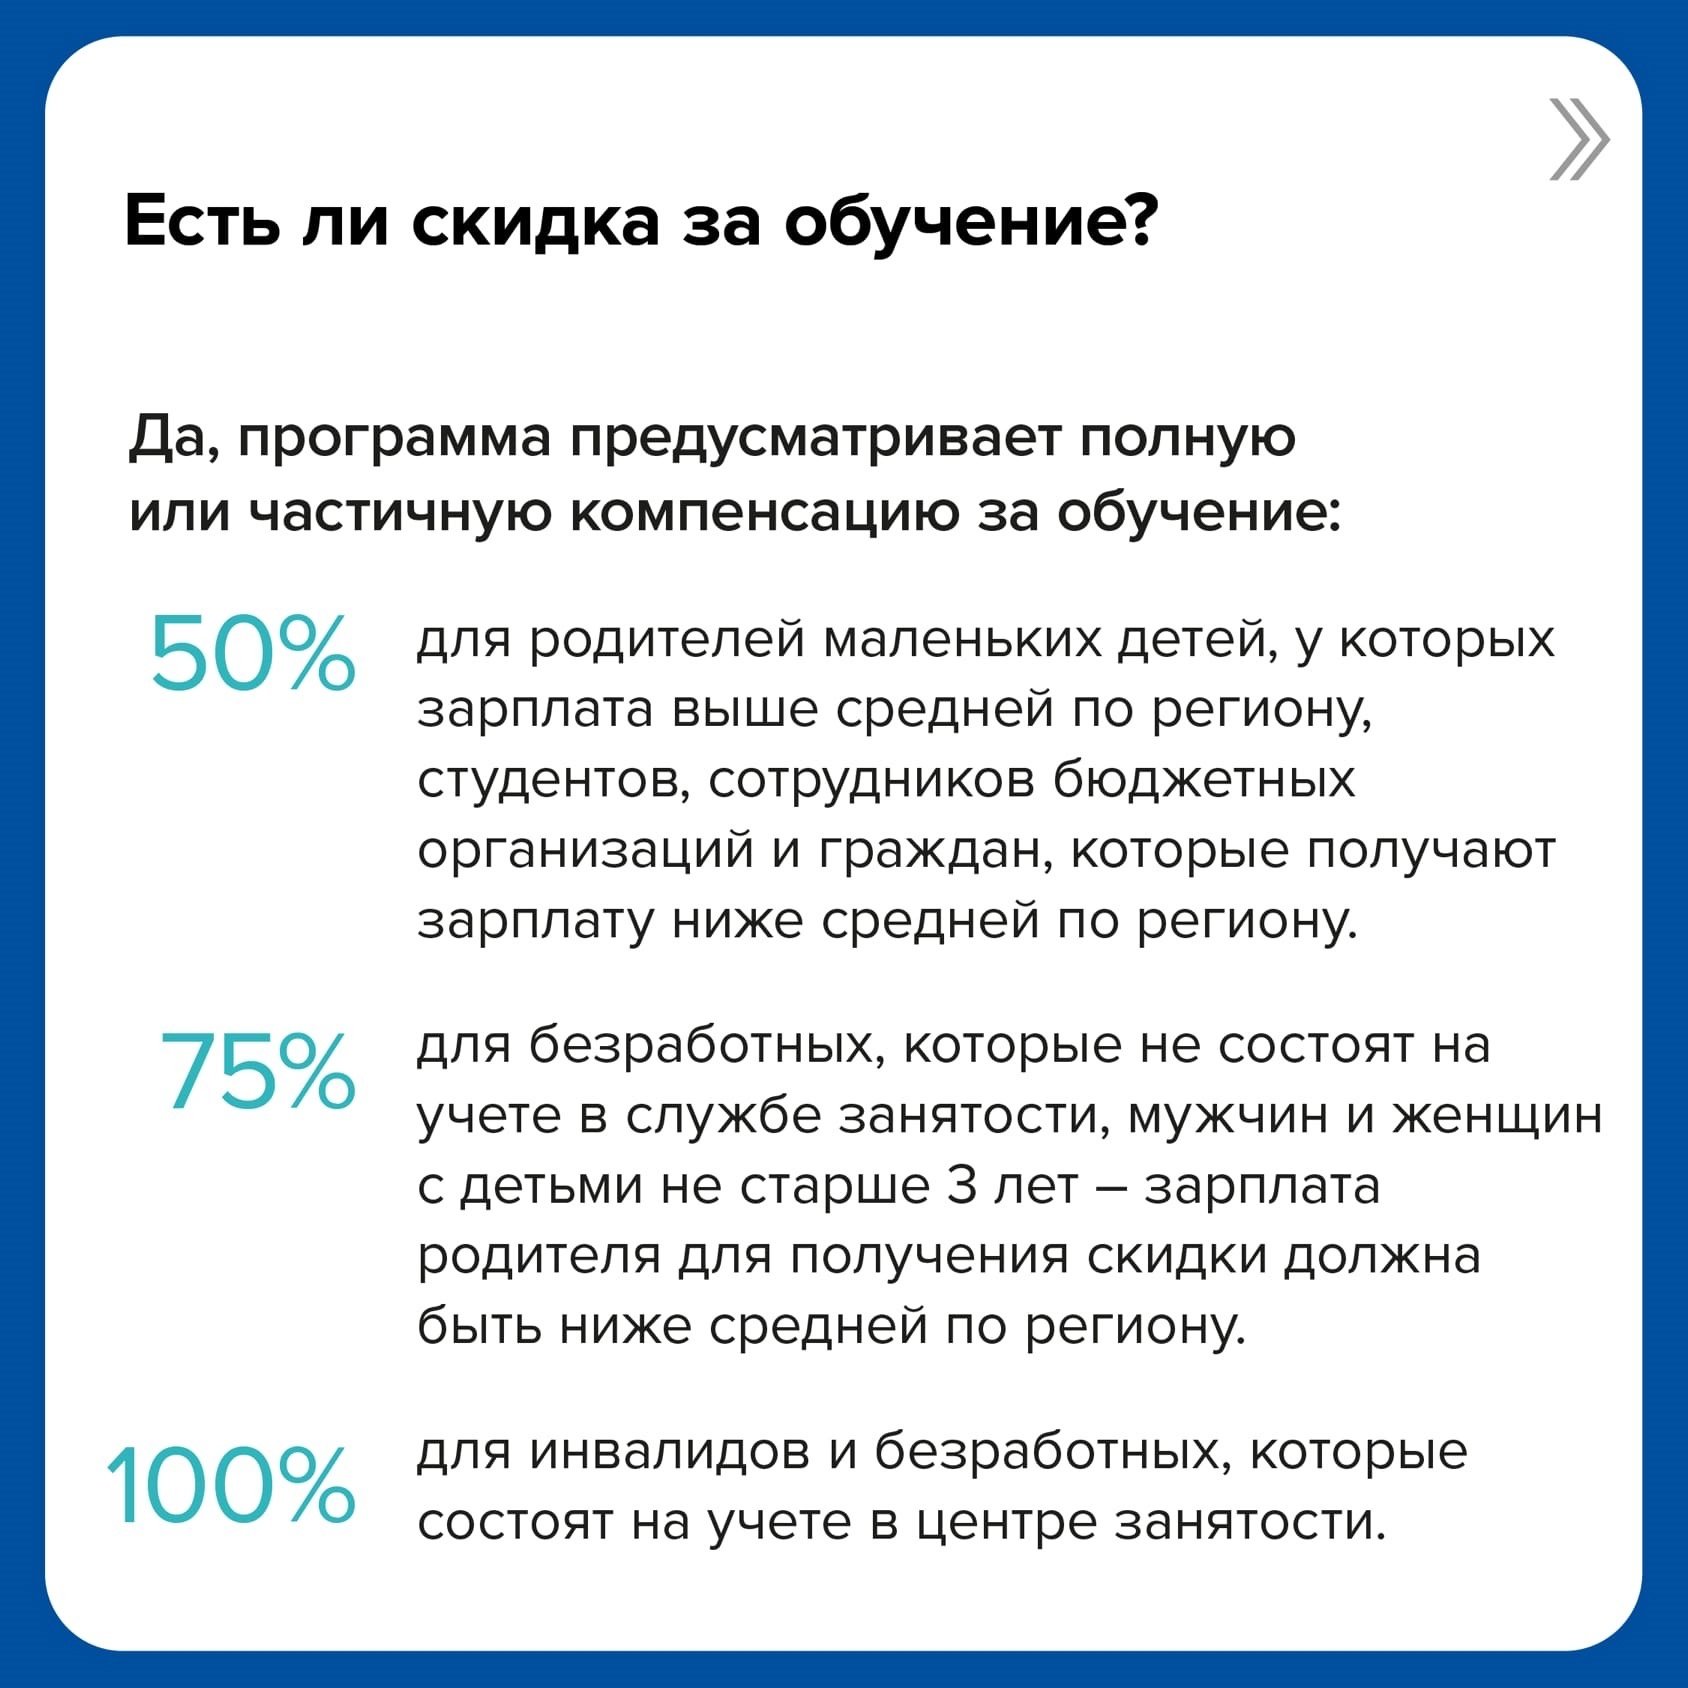 Есть ли скидка за обучение?
Да, программа предусматривает полную
или частичную компенсацию за обучение:
50%
для родителей маленьких детей, у которых
зарплата выше средней по региону,
студентов, сотрудников бюджетных
организаций и граждан, которые получают
зарплату ниже средней по региону.
75%
для безработных, которые не состоят на
учете в службе занятости, мужчин и женщин
с детьми не старше 3 лет – зарплата
родителя для получения скидки должна
быть ниже средней по региону.
100%
для инвалидов и безработных, которые
состоят на учете в центре занятости.